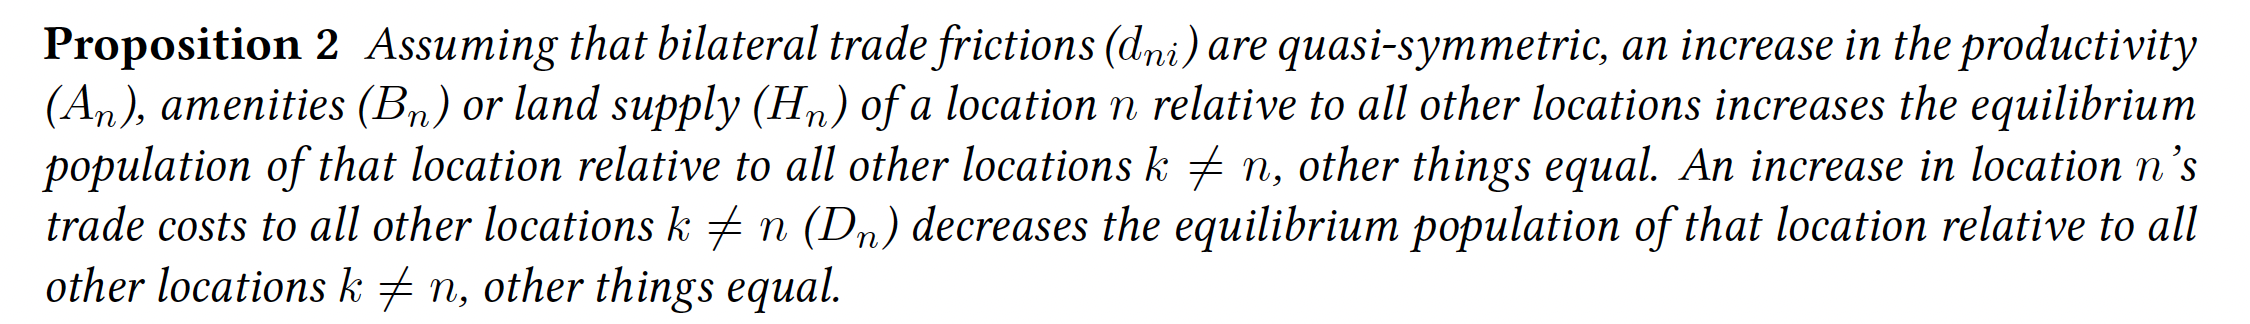 Proposition 2 Assuming that bilateral trade frictions (dₙᵢ) are quasi-symmetric, an increase in the productivity
(Aₙ), amenities (Bₙ) or land supply (Hₙ) of a location n relative to all other locations increases the equilibrium
population of that location relative to all other locations k ≠ n, other things equal. An increase in location n’s
trade costs to all other locations k ≠ n (Dₙ) decreases the equilibrium population of that location relative to all
other locations k ≠ n, other things equal.